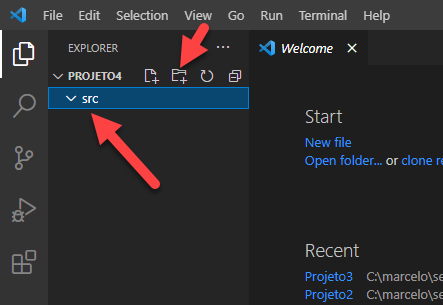 File Edit Selection View Go Run Terminal Help
EXPLORER ···
Welcome
PROJETO4
src
Start
New file
Open folder... or clone re
Recent
Projeto3 C:\marcelo\se
Projeto2 C:\marcelo\se